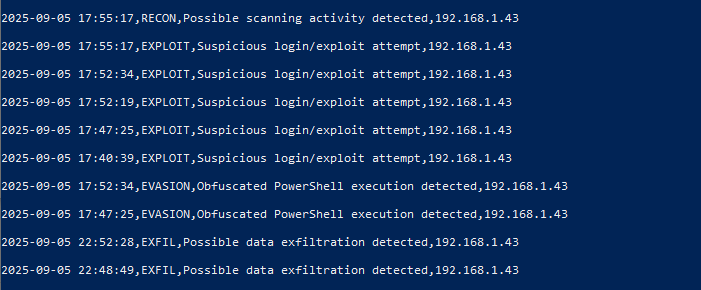 2025-09-05 17:55:17,RECON,Possible scanning activity detected,192.168.1.43
2025-09-05 17:55:17,EXPLOIT,Suspicious login/exploit attempt,192.168.1.43
2025-09-05 17:52:34,EXPLOIT,Suspicious login/exploit attempt,192.168.1.43
2025-09-05 17:52:19,EXPLOIT,Suspicious login/exploit attempt,192.168.1.43
2025-09-05 17:47:25,EXPLOIT,Suspicious login/exploit attempt,192.168.1.43
2025-09-05 17:40:39,EXPLOIT,Suspicious login/exploit attempt,192.168.1.43
2025-09-05 17:52:34,EVASION,Obfuscated PowerShell execution detected,192.168.1.43
2025-09-05 17:47:25,EVASION,Obfuscated PowerShell execution detected,192.168.1.43
2025-09-05 22:52:28,EXFIL,Possible data exfiltration detected,192.168.1.43
2025-09-05 22:48:49,EXFIL,Possible data exfiltration detected,192.168.1.43